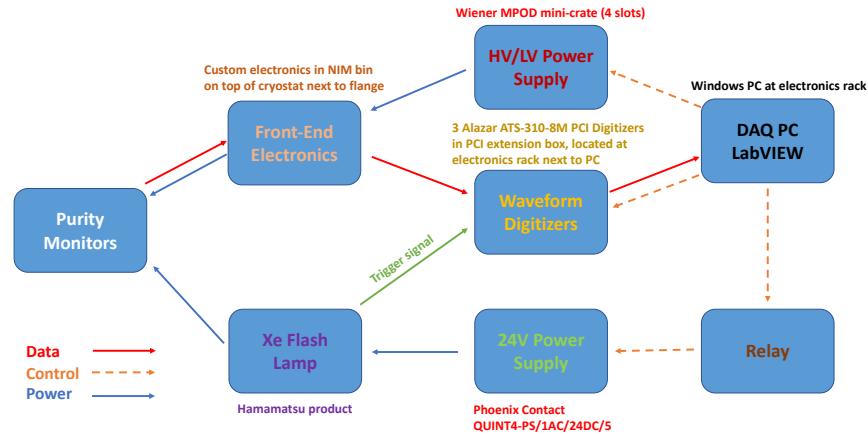 Wiener MPOD mini-crate (4 slots)
HV/LV Power
Supply
Custom electronics in NIM bin
on top of cryostat next to flange
Windows PC at electronics rack
Front-End
Electronics
3 Alazar ATS-310-8M PCI Digitizers
in PCI extension box, located at
electronics rack next to PC
DAQ PC
LabVIEW
Purity
Monitors
Waveform
Digitizers
Trigger signal
Xe Flash
Lamp
24V Power
Supply
Relay
Data
Control
Power
Hamamatsu product
Phoenix Contact
QUINT4-PS/1AC/24DC/5